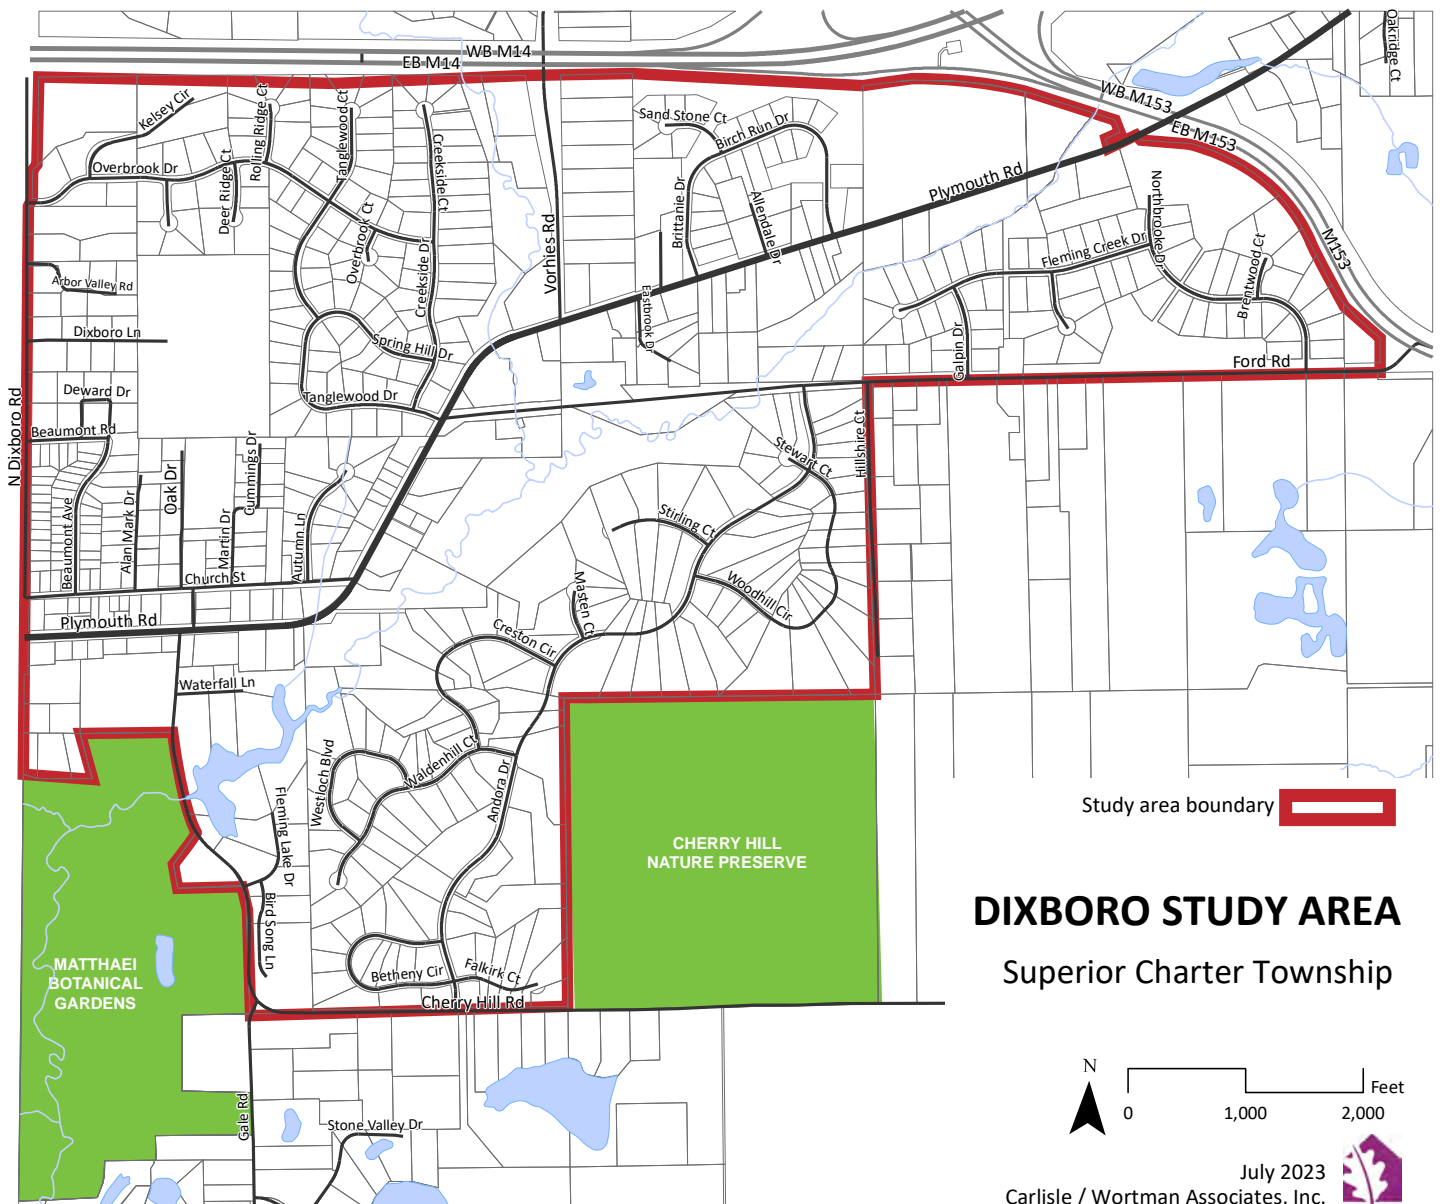 WB M14
EB M14
Oakridge Ct
WB M153
EB M153
M153
Kelsey Cir
Rolling Ridge Ct
Tanglewood Ct
Creekside Ct
Sand Stone Ct
Birch Run Dr
Overbrook Dr
Deer Ridge Ct
Overbrook Ct
Creekside Dr
Vorhies Rd
Brittanie Dr
Allendale Dr
Plymouth Rd
Northbrooke Dr
Fleming Creek Dr
Brentwood Ct
Arbor Valley Rd
Dixboro Ln
Spring Hill Dr
Eastbrook Dr
Galpin Dr
Ford Rd
Deward Dr
Tanglewood Dr
N Dixboro Rd
Beaumont Rd
Hillshire Ct
Stewart Ct
Beaumont Ave
Alan Mark Dr
Oak Dr
Martin Dr
Cummings Dr
Autumn Ln
Stirling Ct
Church St
Woodhill Cir
Masten Ct
Plymouth Rd
Creston Cir
Waterfall Ln
Westloch Blvd
Waldenhill Ct
Andora Dr
Fleming Lake Dr
Bird Song Ln
Betheny Cir
Falkirk Ct
Cherry Hill Rd
Gale Rd
Stone Valley Dr
CHERRY HILL
NATURE PRESERVE
MATTHAEI
BOTANICAL
GARDENS
Study area boundary
DIXBORO STUDY AREA
Superior Charter Township
N
Feet
0 1,000 2,000
July 2023
Carlisle / Wortman Associates, Inc.